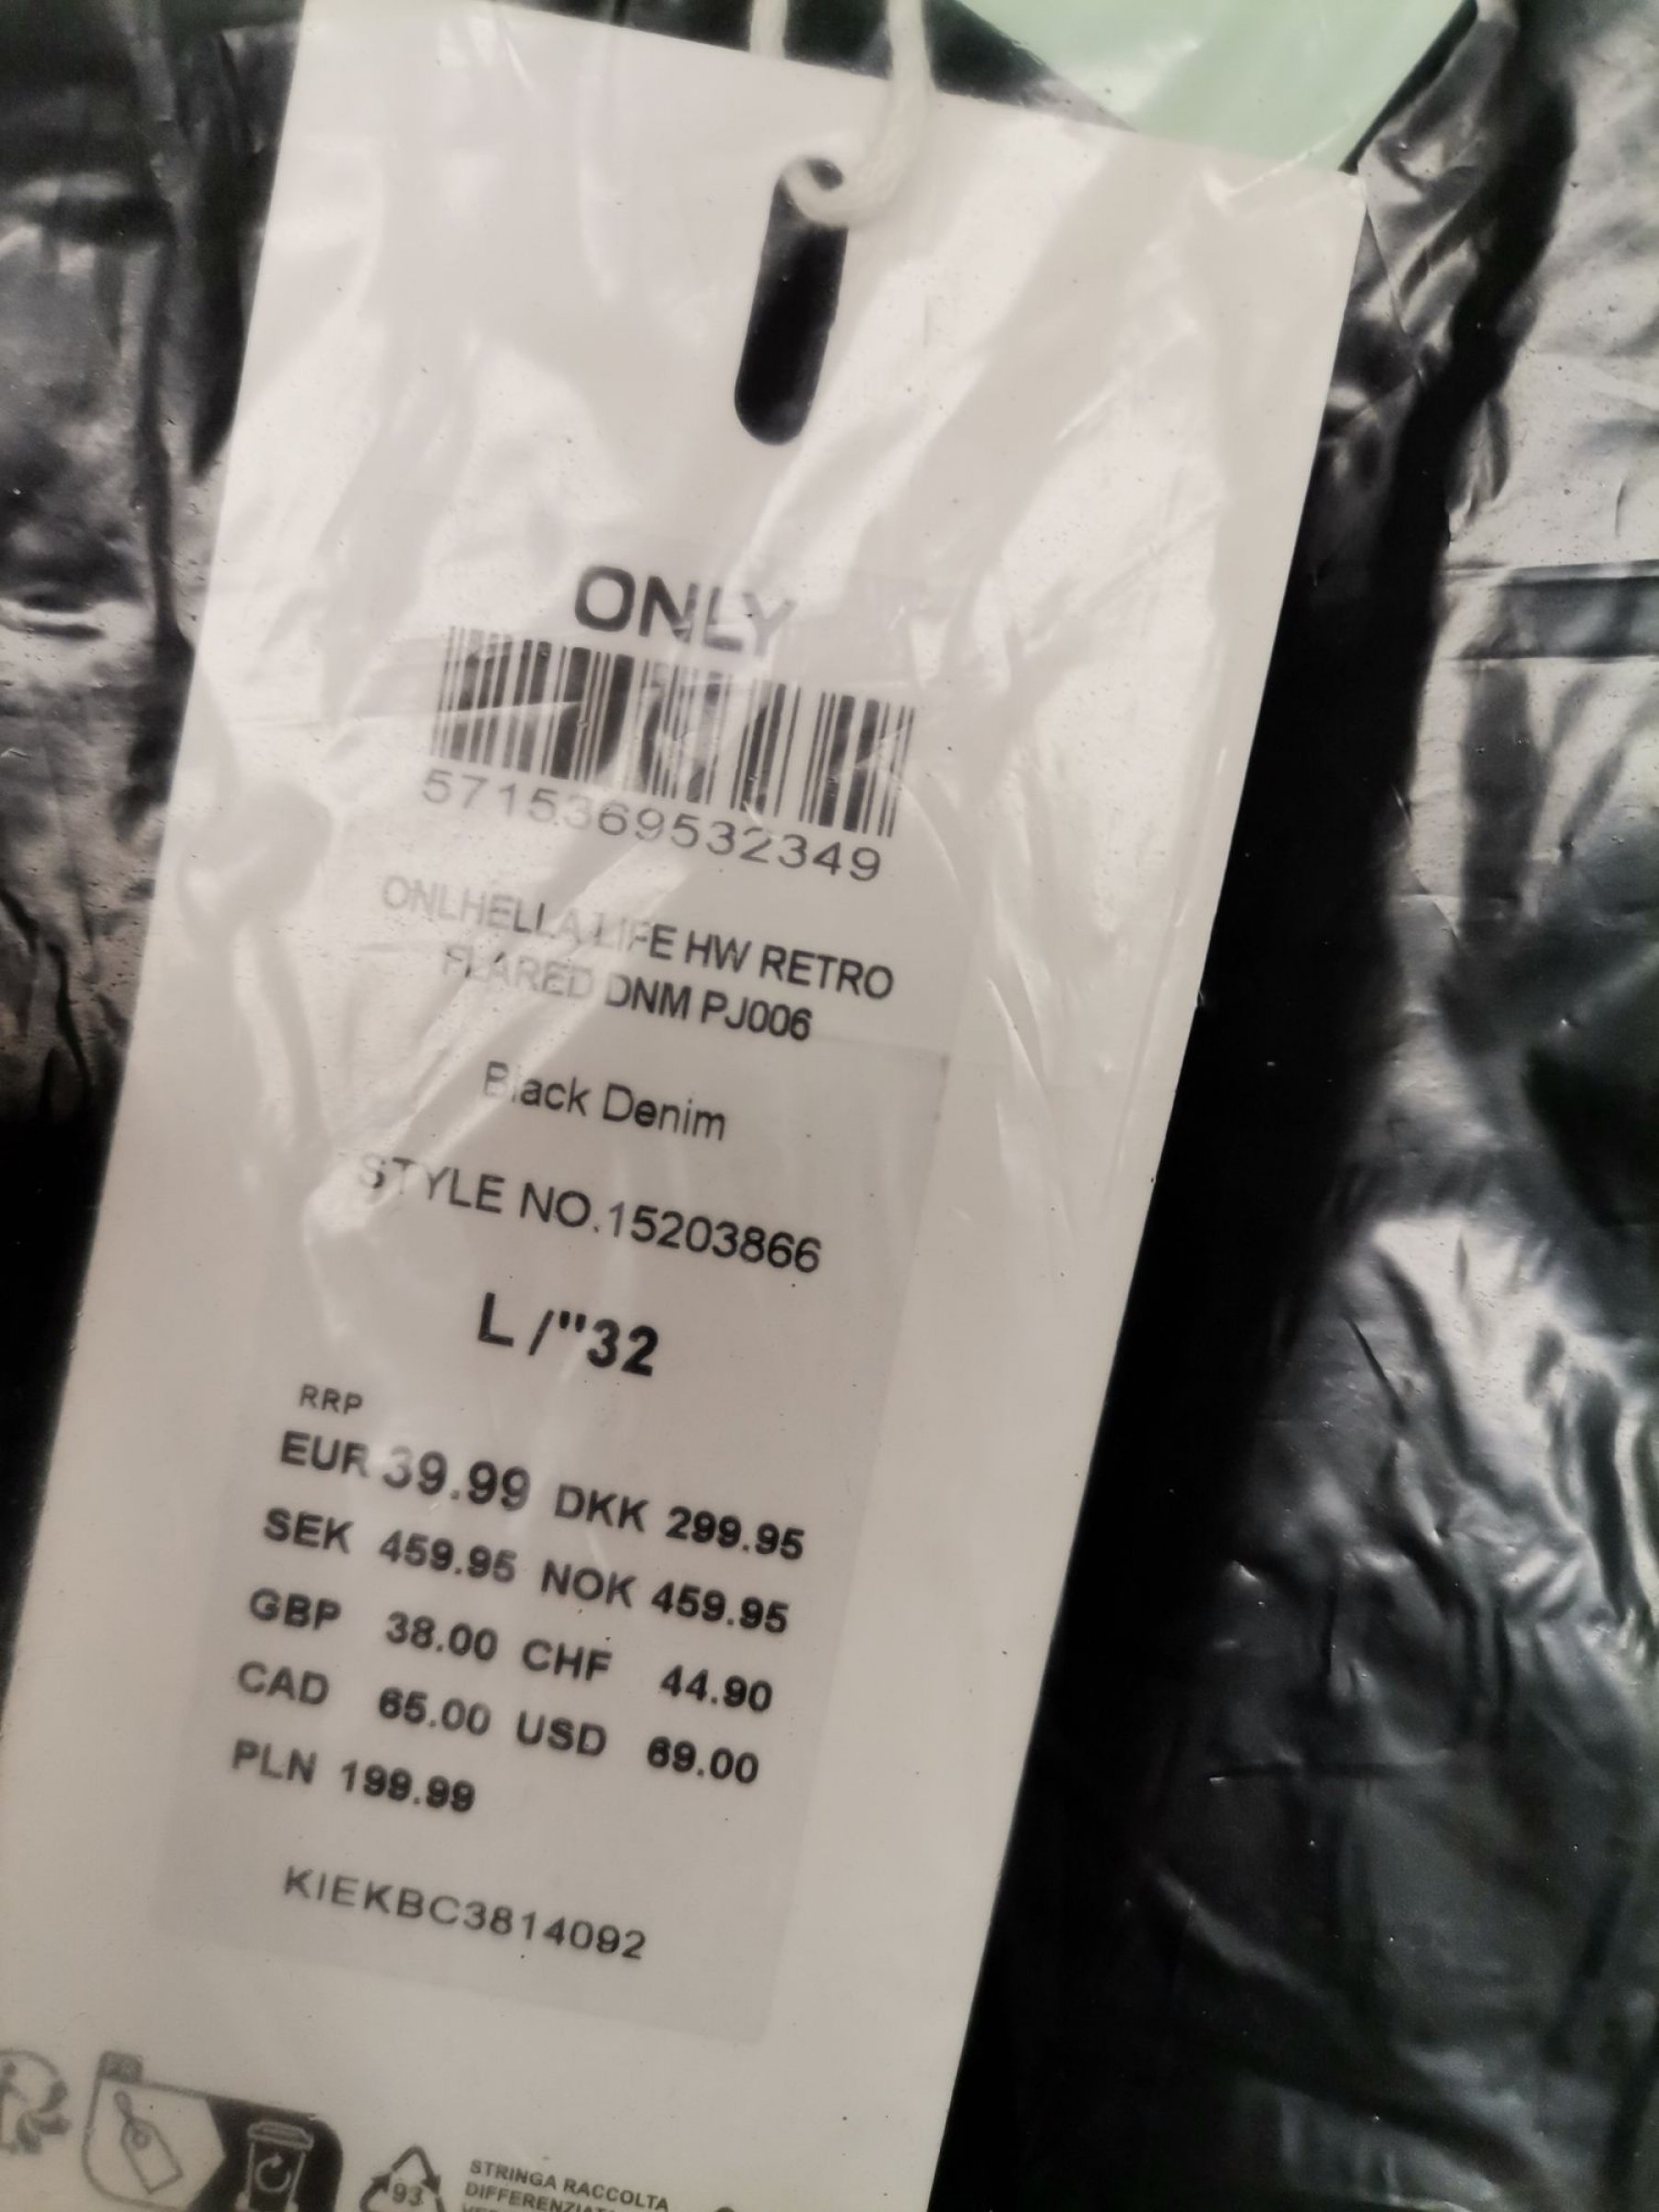 ONLY
5715369532349
ONLHELLA LIFE HW RETRO
FLARED DNM PJ006
Black Denim
STYLE NO.15203866
L /"32
RRP
EUR 39.99 DKK 299.95
SEK 459.95 NOK 459.95
GBP 38.00 CHF 44.90
CAD 65.00 USD 69.00
PLN 199.99
KIEKBC3814092
93
STRINGA RACCOLTA
DIFFERENZIATA